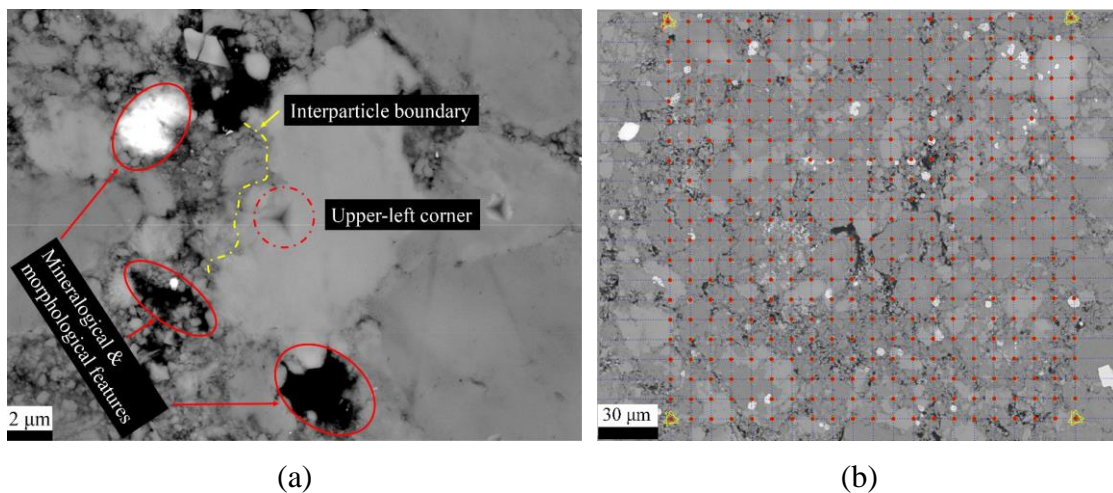 Interparticle boundary
Upper-left corner
Mineralogical &
morphological features
2 μm
30 μm
(a)
(b)